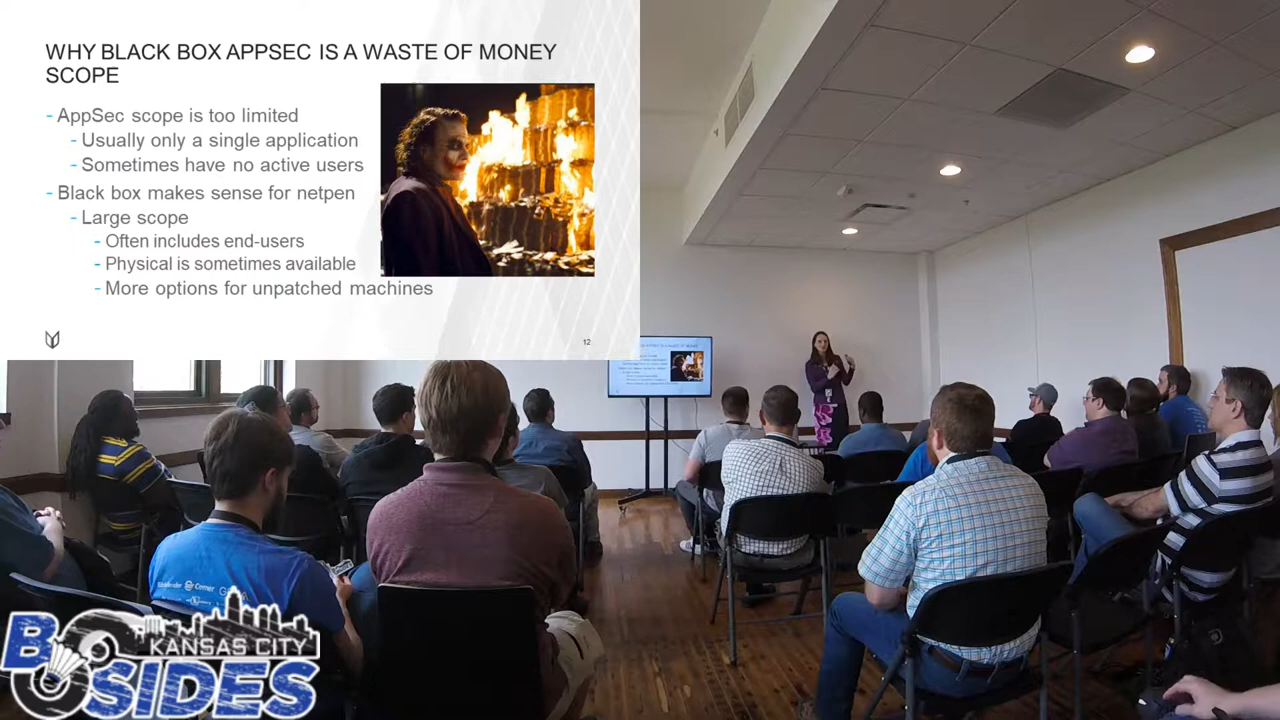 WHY BLACK BOX APPSEC IS A WASTE OF MONEY
SCOPE
- AppSec scope is too limited
- Usually only a single application
- Sometimes have no active users
- Black box makes sense for netpen
- Large scope
- Often includes end-users
- Physical is sometimes available
- More options for unpatched machines
12
Cerner
KANSAS CITY
BSIDES